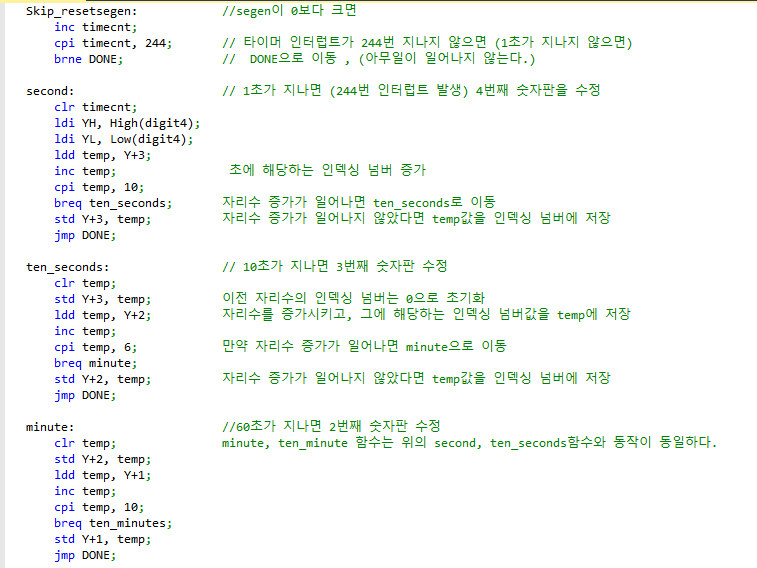 Skip_resetsegen: //segen이 0보다 크면
inc timecnt;
cpi timecnt, 244; // 타이머 인터럽트가 244번 지나지 않으면 (1초가 지나지 않으면)
brne DONE; // DONE으로 이동 , (아무일이 일어나지 않는다.)
second: // 1초가 지나면 (244번 인터럽트 발생) 4번째 숫자판을 수정
clr timecnt;
ldi YH, High(digit4);
ldi YL, Low(digit4);
ldd temp, Y+3;
inc temp; 초에 해당하는 인덱싱 넘버 증가
cpi temp, 10;
breq ten_seconds; 자리수 증가가 일어나면 ten_seconds로 이동
std Y+3, temp; 자리수 증가가 일어나지 않았다면 temp값을 인덱싱 넘버에 저장
jmp DONE;
ten_seconds: // 10초가 지나면 3번째 숫자판 수정
clr temp;
std Y+3, temp; 이전 자리수의 인덱싱 넘버는 0으로 초기화
ldd temp, Y+2; 자리수를 증가시키고, 그에 해당하는 인덱싱 넘버값을 temp에 저장
inc temp;
cpi temp, 6; 만약 자리수 증가가 일어나면 minute으로 이동
breq minute;
std Y+2, temp; 자리수 증가가 일어나지 않았다면 temp값을 인덱싱 넘버에 저장
jmp DONE;
minute: //60초가 지나면 2번째 숫자판 수정
clr temp; minute, ten_minute 함수는 위의 second, ten_seconds함수와 동작이 동일하다.
std Y+2, temp;
ldd temp, Y+1;
inc temp;
cpi temp, 10;
breq ten_minutes;
std Y+1, temp;
jmp DONE;